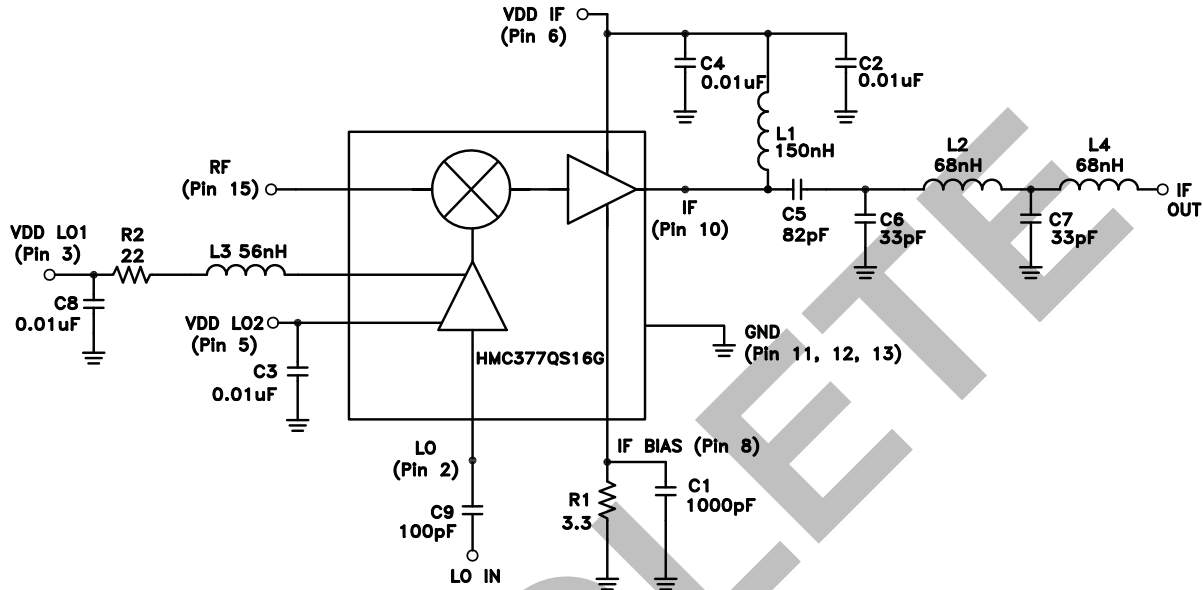 VDD IF
(Pin 6)
C4
0.01uF
C2
0.01uF
L1
150nH
L2
68nH
L4
68nH
RF
(Pin 15)
IF
(Pin 10)
C5
82pF
C6
33pF
C7
33pF
IF
OUT
VDD LO1
(Pin 3)
R2
22
L3 56nH
C8
0.01uF
VDD LO2
(Pin 5)
C3
0.01uF
HMC377QS16G
GND
(Pin 11, 12, 13)
LO
(Pin 2)
IF BIAS (Pin 8)
C9
100pF
R1
3.3
C1
1000pF
LO IN
LETE